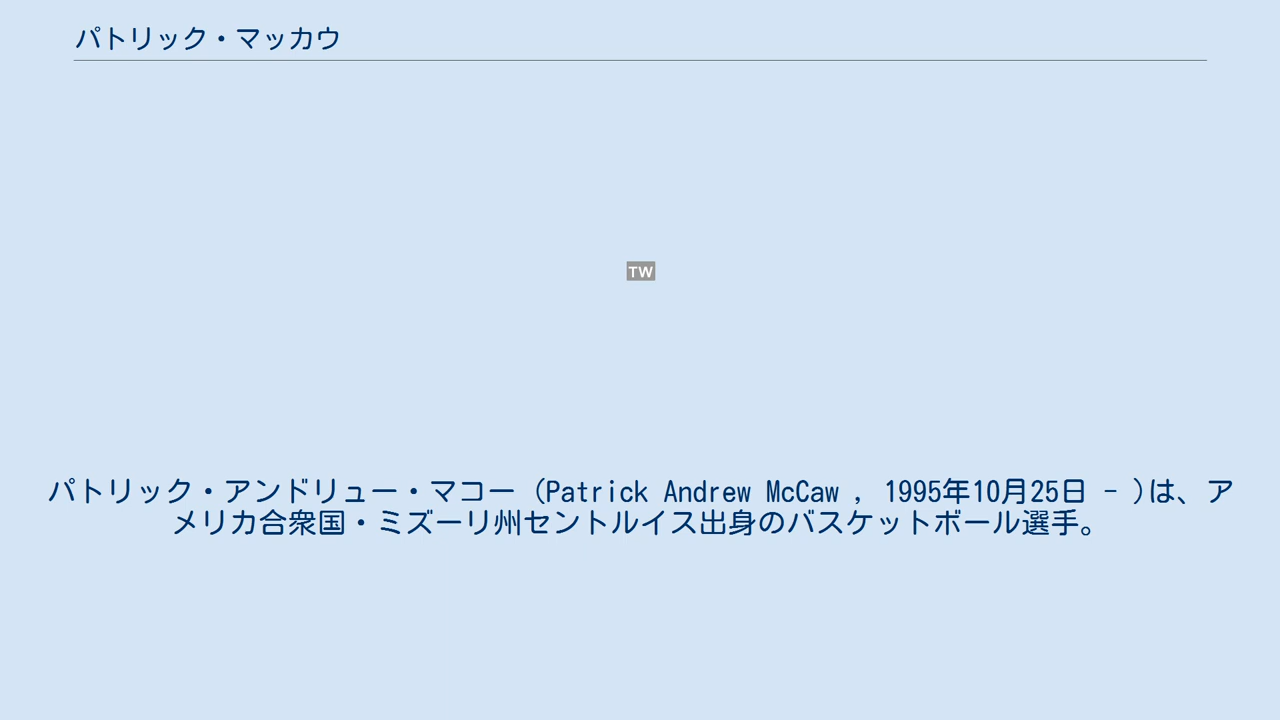 パトリック・マッカウ
TW
パトリック・アンドリュー・マコー (Patrick Andrew McCaw , 1995年10月25日 - )は、ア
メリカ合衆国・ミズーリ州セントルイス出身のバスケットボール選手。